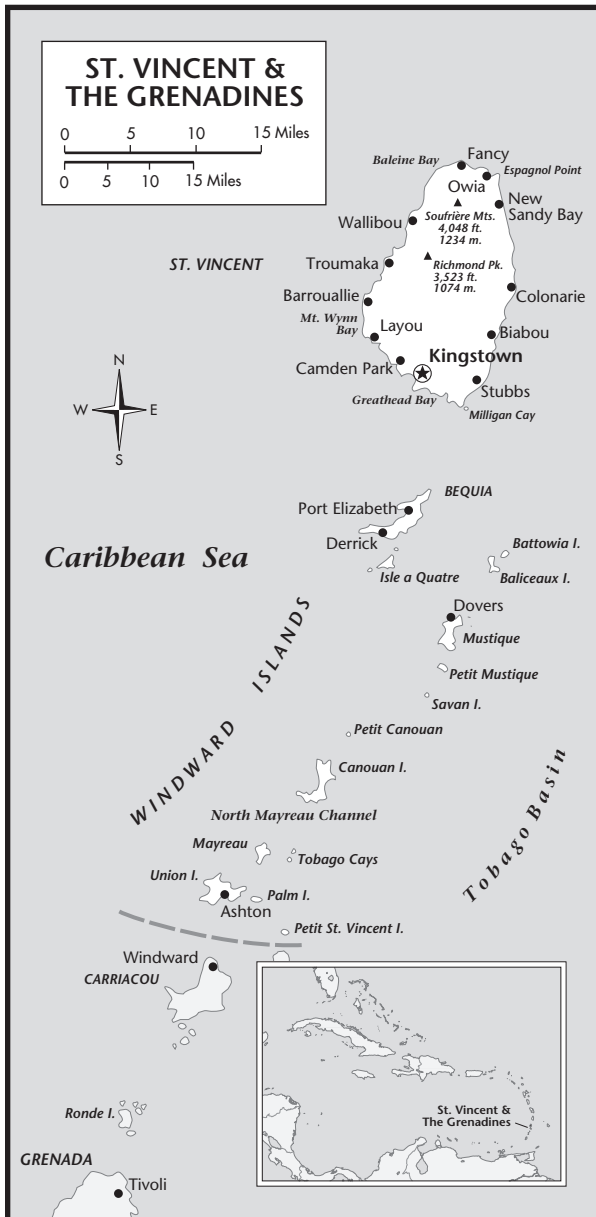 ST. VINCENT &
THE GRENADINES
0 5 10 15 Miles
0 5 10 15 Miles
Baleine Bay
Fancy
Espagnol Point
Owia
New
Sandy Bay
Soufrière Mts.
4,048 ft.
1234 m.
Wallibou
ST. VINCENT
Troumaka
Richmond Pk.
3,523 ft.
1074 m.
Barrouallie
Colonarie
Mt. Wynn
Bay
Layou
Biabou
Kingstown
Camden Park
Stubbs
Greathead Bay
Milligan Cay
N
W E
S
BEQUIA
Port Elizabeth
Derrick
Caribbean Sea
Battowia I.
Isle a Quatre
Baliceaux I.
Dovers
Mustique
WINDWARD ISLANDS
Petit Mustique
Savan I.
Petit Canouan
Canouan I.
Tobago Basin
North Mayreau Channel
Mayreau
Tobago Cays
Union I.
Palm I.
Ashton
Petit St. Vincent I.
Windward
CARRIACOU
Ronde I.
St. Vincent &
The Grenadines
GRENADA
Tivoli